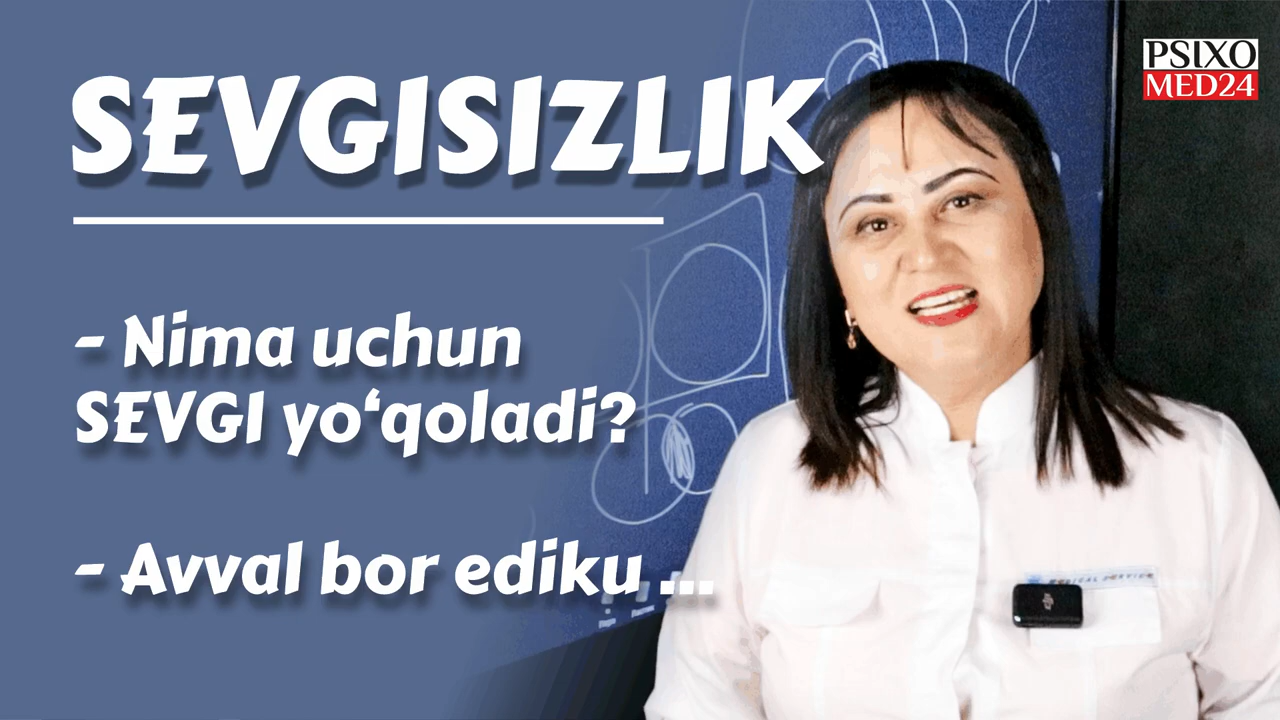 PSIXO
MED24
SEVGISIZLIK
- Nima uchun
SEVGI yo‘qoladi?
- Avval bor ediku ...